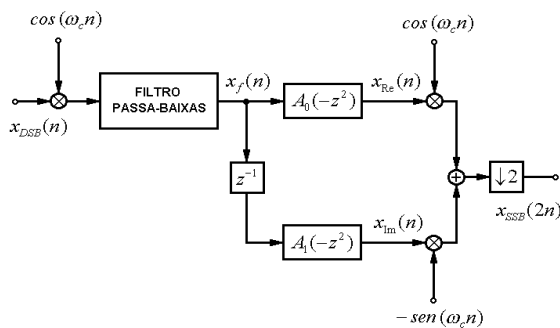 cos(ω_c n)
cos(ω_c n)
x_DSB(n)
FILTRO
PASSA-BAIXAS
x_f(n)
A_0(-z^2)
x_Re(n)
z^-1
↓2
x_SSB(2n)
A_1(-z^2)
x_Im(n)
-sen(ω_c n)